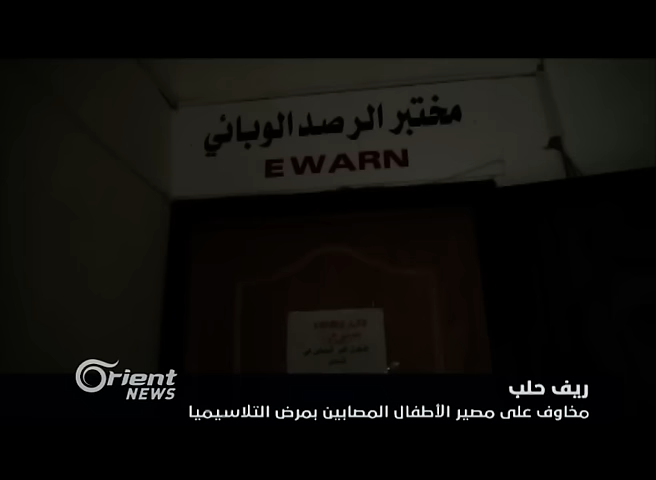 مختبر الرصد الوبائي
EWARN
ريف حلب
مخاوف على مصير الأطفال المصابين بمرض التلاسيميا
Orient
NEWS